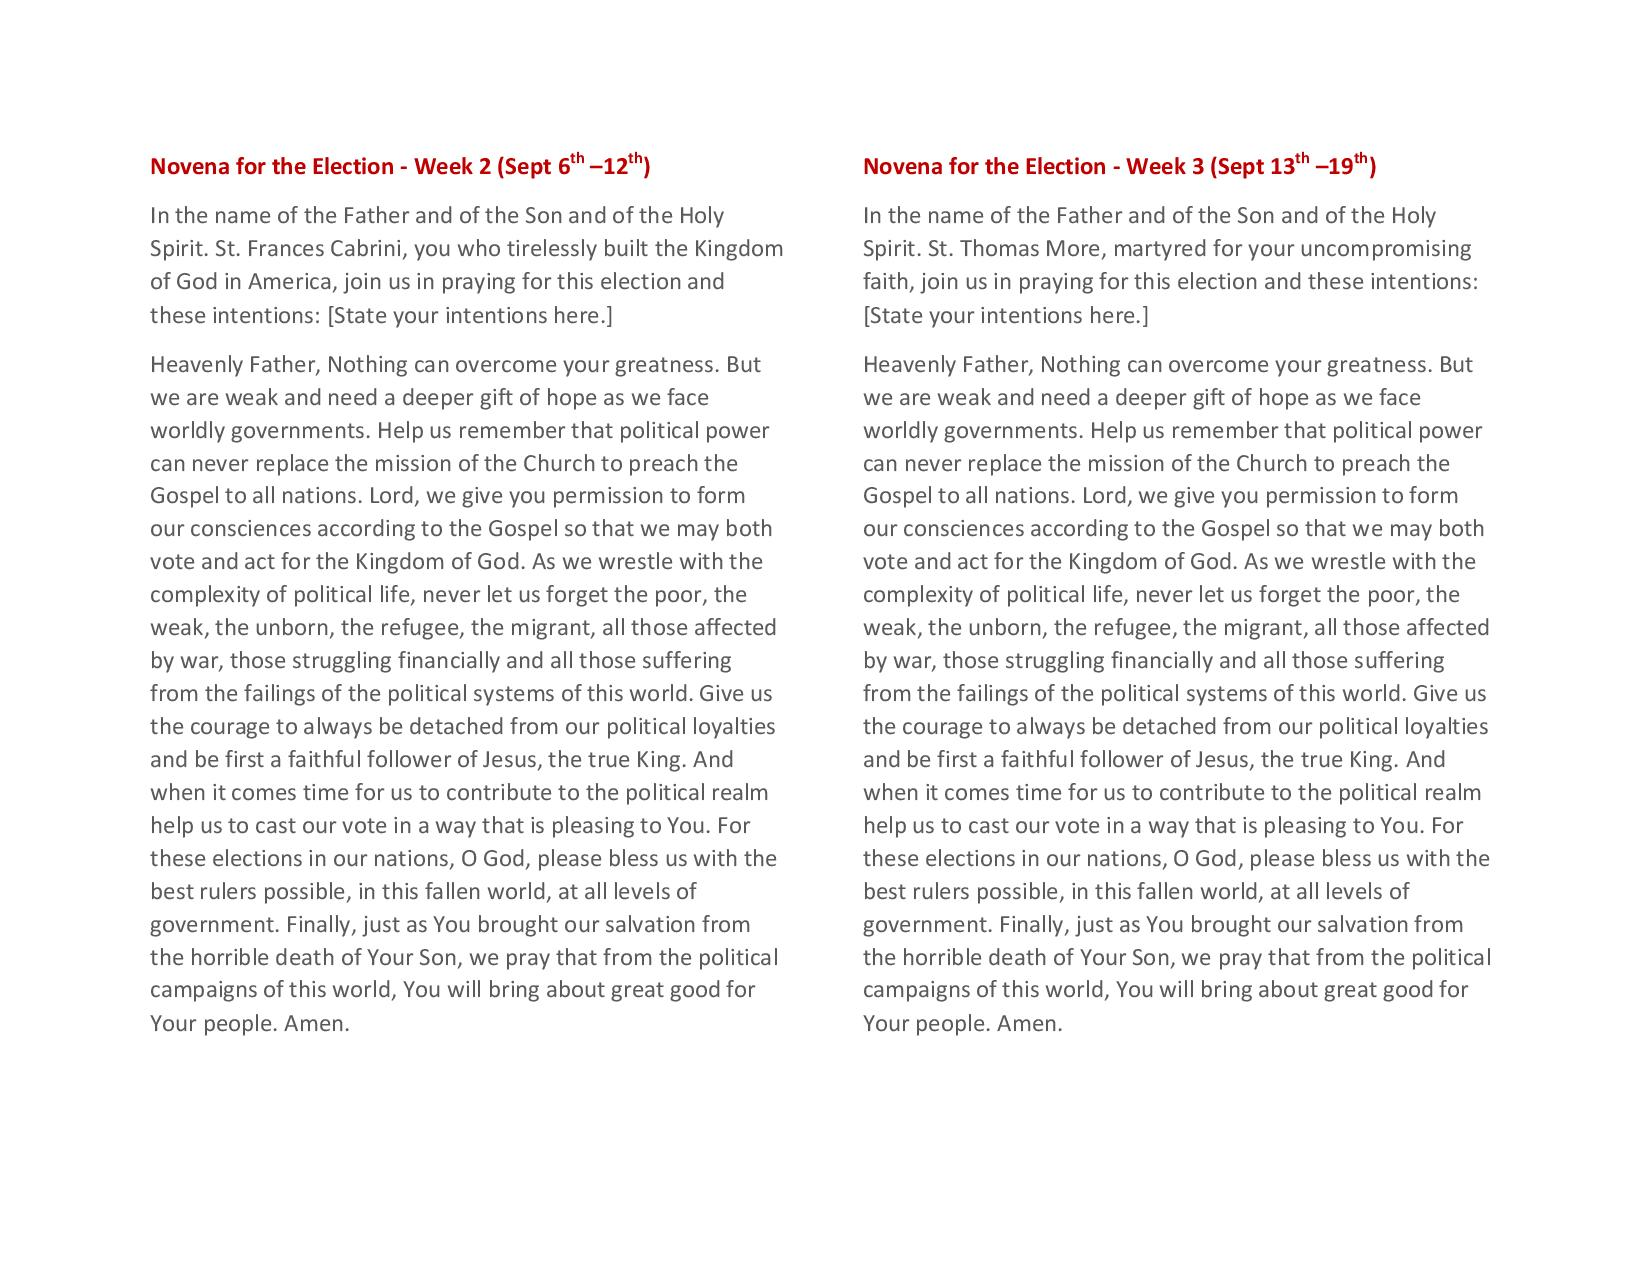 Novena for the Election - Week 2 (Sept 6th –12th)
In the name of the Father and of the Son and of the Holy
Spirit. St. Frances Cabrini, you who tirelessly built the Kingdom
of God in America, join us in praying for this election and
these intentions: [State your intentions here.]
Heavenly Father, Nothing can overcome your greatness. But
we are weak and need a deeper gift of hope as we face
worldly governments. Help us remember that political power
can never replace the mission of the Church to preach the
Gospel to all nations. Lord, we give you permission to form
our consciences according to the Gospel so that we may both
vote and act for the Kingdom of God. As we wrestle with the
complexity of political life, never let us forget the poor, the
weak, the unborn, the refugee, the migrant, all those affected
by war, those struggling financially and all those suffering
from the failings of the political systems of this world. Give us
the courage to always be detached from our political loyalties
and be first a faithful follower of Jesus, the true King. And
when it comes time for us to contribute to the political realm
help us to cast our vote in a way that is pleasing to You. For
these elections in our nations, O God, please bless us with the
best rulers possible, in this fallen world, at all levels of
government. Finally, just as You brought our salvation from
the horrible death of Your Son, we pray that from the political
campaigns of this world, You will bring about great good for
Your people. Amen.
Novena for the Election - Week 3 (Sept 13th –19th)
In the name of the Father and of the Son and of the Holy
Spirit. St. Thomas More, martyred for your uncompromising
faith, join us in praying for this election and these intentions:
[State your intentions here.]
Heavenly Father, Nothing can overcome your greatness. But
we are weak and need a deeper gift of hope as we face
worldly governments. Help us remember that political power
can never replace the mission of the Church to preach the
Gospel to all nations. Lord, we give you permission to form
our consciences according to the Gospel so that we may both
vote and act for the Kingdom of God. As we wrestle with the
complexity of political life, never let us forget the poor, the
weak, the unborn, the refugee, the migrant, all those affected
by war, those struggling financially and all those suffering
from the failings of the political systems of this world. Give us
the courage to always be detached from our political loyalties
and be first a faithful follower of Jesus, the true King. And
when it comes time for us to contribute to the political realm
help us to cast our vote in a way that is pleasing to You. For
these elections in our nations, O God, please bless us with the
best rulers possible, in this fallen world, at all levels of
government. Finally, just as You brought our salvation from
the horrible death of Your Son, we pray that from the political
campaigns of this world, You will bring about great good for
Your people. Amen.